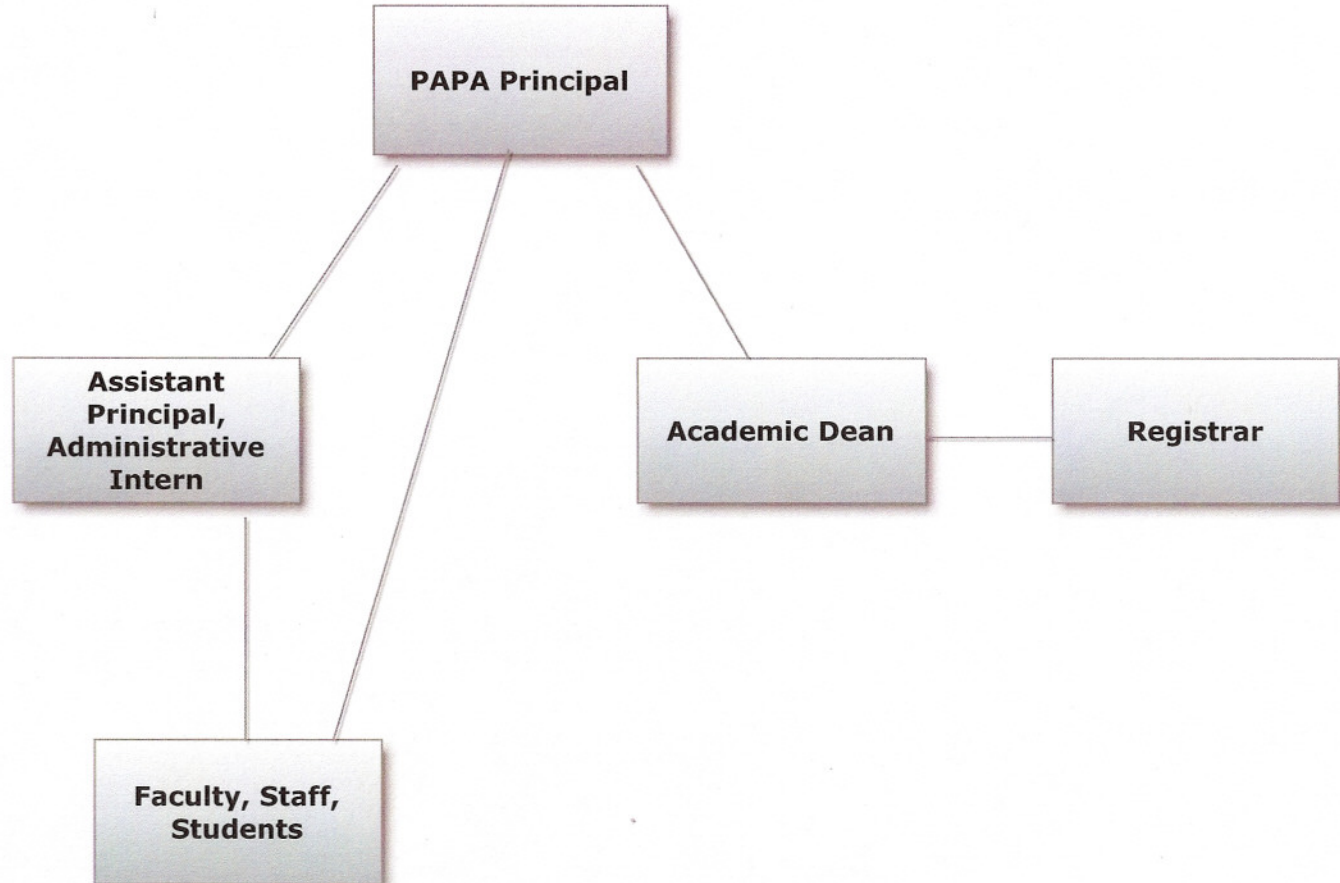 PAPA Principal
Assistant
Principal,
Administrative
Intern
Academic Dean
Registrar
Faculty, Staff,
Students